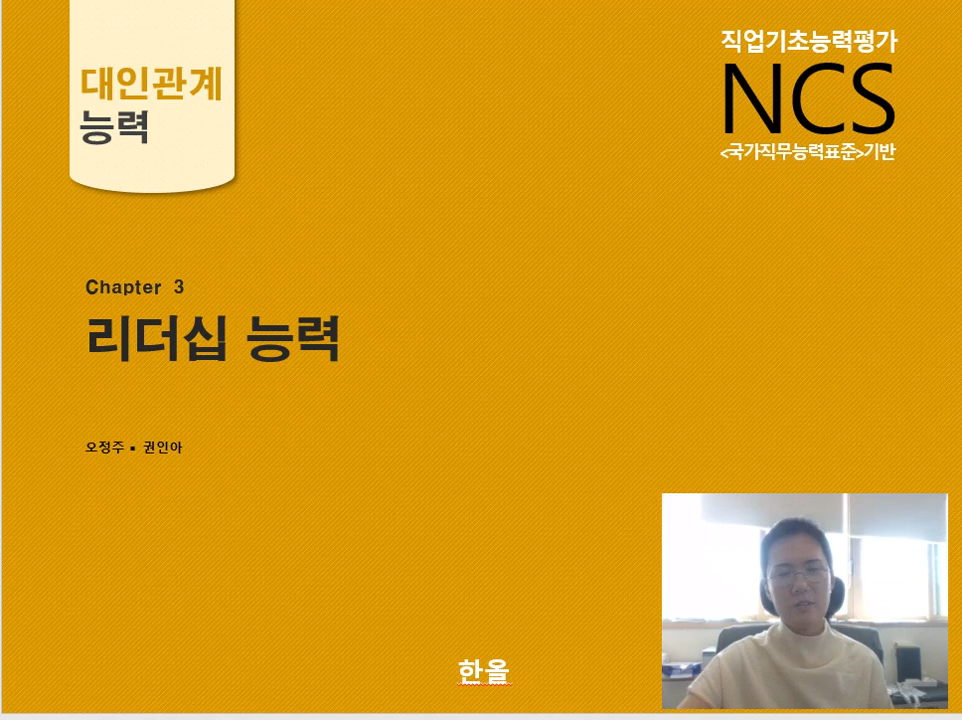 대인관계
능력
직업기초능력평가
NCS
<국가직무능력표준>기반
Chapter 3
리더십 능력
오정주 ▪ 권인아
한올